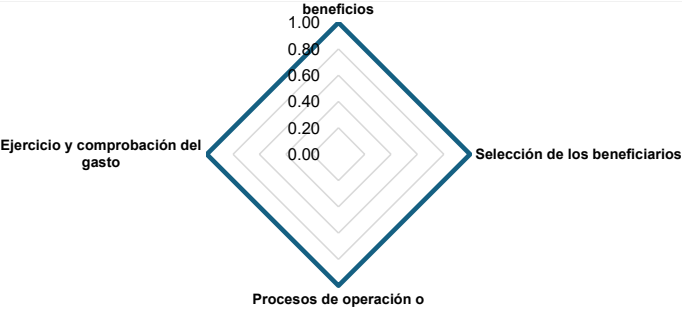 beneficios
1.00
0.80
0.60
0.40
0.20
0.00
Ejercicio y comprobación del
gasto
Selección de los beneficiarios
Procesos de operación o